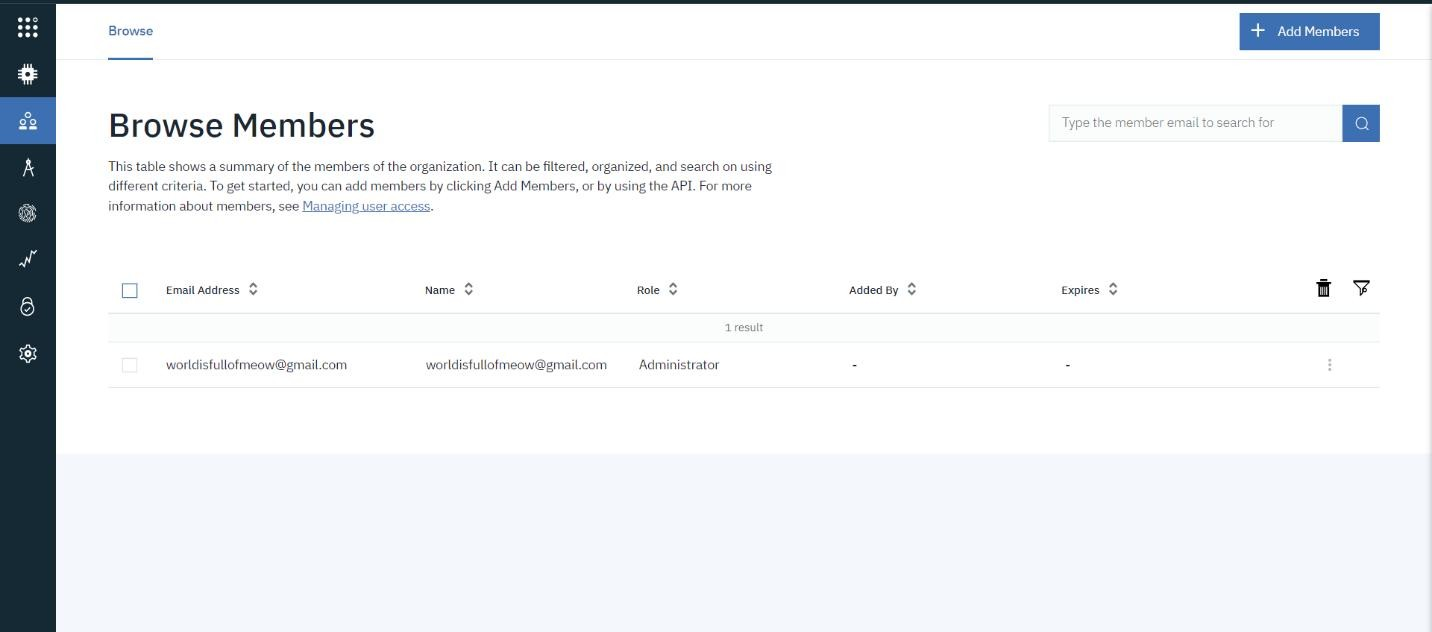 Browse
Add Members
Browse Members
Type the member email to search for
This table shows a summary of the members of the organization. It can be filtered, organized, and search on using
different criteria. To get started, you can add members by clicking Add Members, or by using the API. For more
information about members, see Managing user access.
Email Address Name Role Added By Expires
1 result
worldisfullofmeow@gmail.com worldisfullofmeow@gmail.com Administrator - -